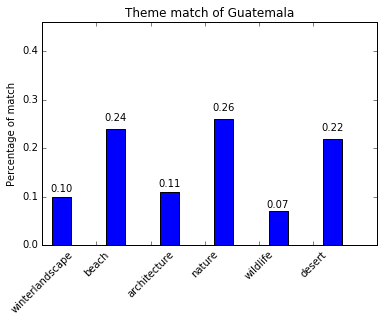 Theme match of Guatemala
Percentage of match
0.4
0.3
0.2
0.1
0.0
0.10
0.24
0.11
0.26
0.07
0.22
winterlandscape
beach
architecture
nature
wildlife
desert